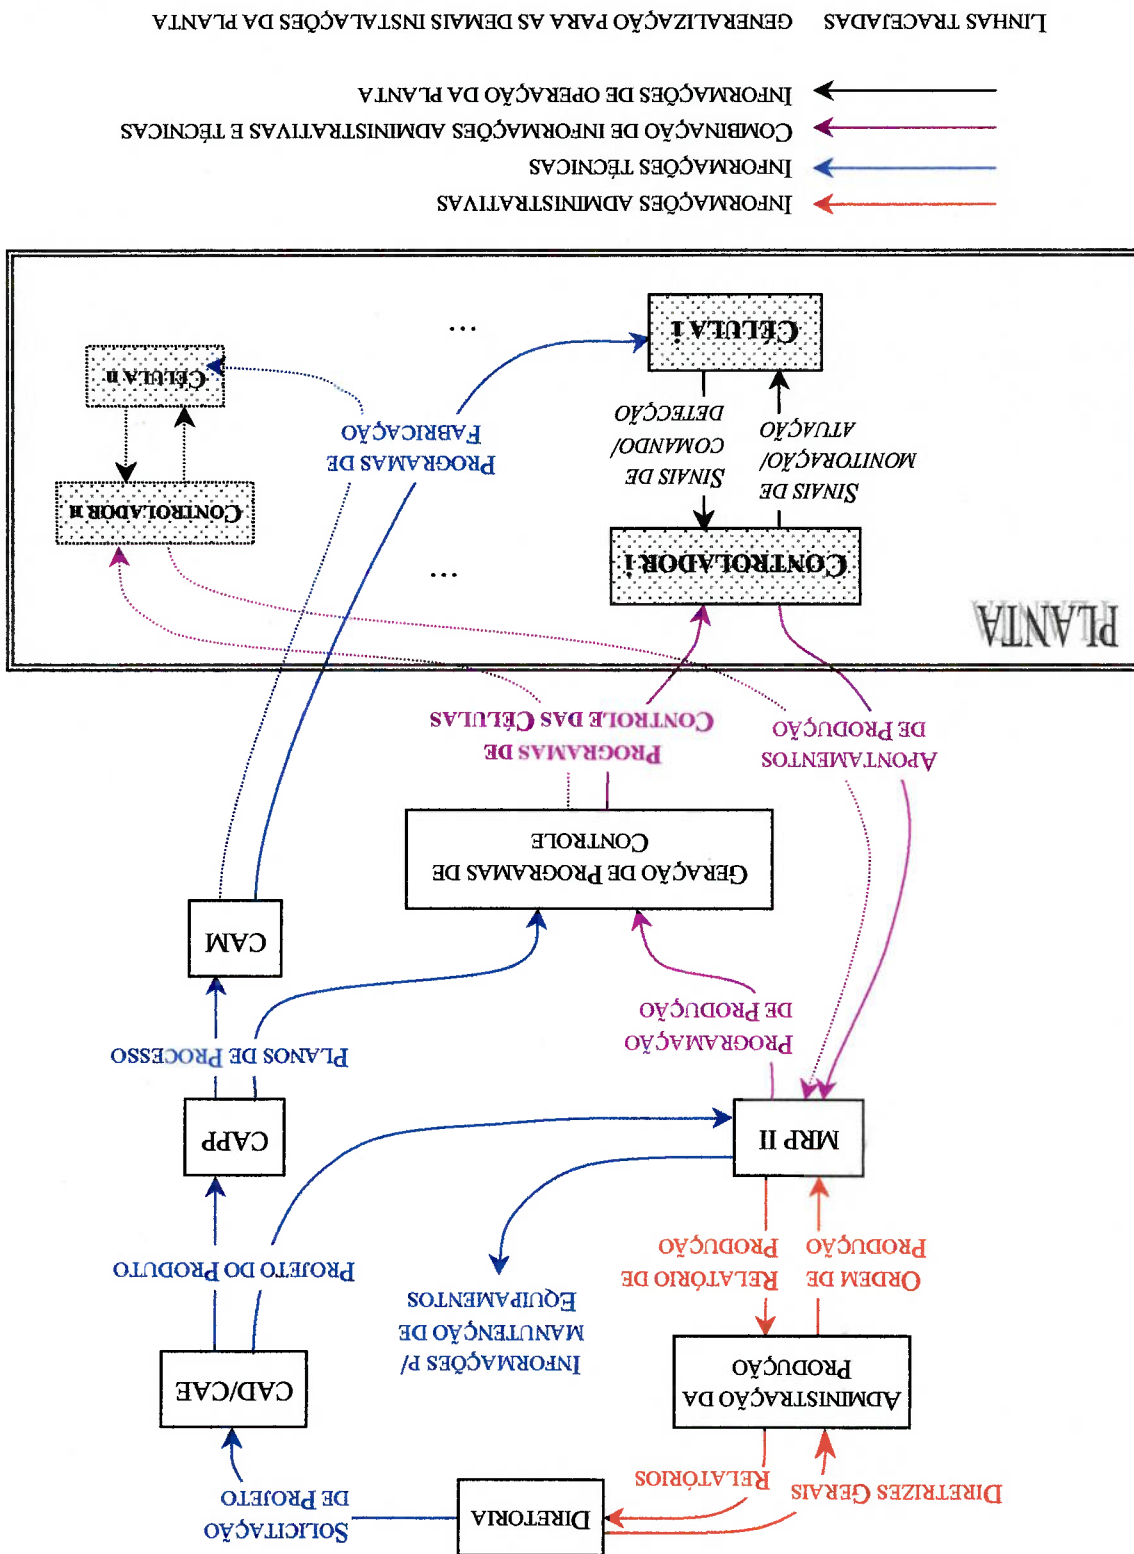 DIRETORIA
SOLICITAÇÃO
DE PROJETO
DIRETRIZES GERAIS
RELATÓRIOS
ADMINISTRAÇÃO DA
PRODUÇÃO
CAD/CAE
INFORMAÇÕES P/
MANUTENÇÃO DE
EQUIPAMENTOS
ORDEM DE
PRODUÇÃO
RELATÓRIO DE
PRODUÇÃO
PROJETO DO PRODUTO
MRP II
CAPP
PLANOS DE PROCESSO
PROGRAMAÇÃO
DE PRODUÇÃO
CAM
GERAÇÃO DE PROGRAMAS DE
CONTROLE
APONTAMENTOS
DE PRODUÇÃO
PROGRAMAS DE
CONTROLE DAS CÉLULAS
PLANTA
CONTROLADOR i
...
CONTROLADOR n
SINAIS DE
MONITORAÇÃO/
ATUAÇÃO
SINAIS DE
COMANDO/
DETECÇÃO
PROGRAMAS DE
FABRICAÇÃO
CÉLULA i
...
CÉLULA n
INFORMAÇÕES ADMINISTRATIVAS
INFORMAÇÕES TÉCNICAS
COMBINAÇÃO DE INFORMAÇÕES ADMINISTRATIVAS E TÉCNICAS
INFORMAÇÕES DE OPERAÇÃO DA PLANTA
LINHAS TRACEJADAS GENERALIZAÇÃO PARA AS DEMAIS INSTALAÇÕES DA PLANTA